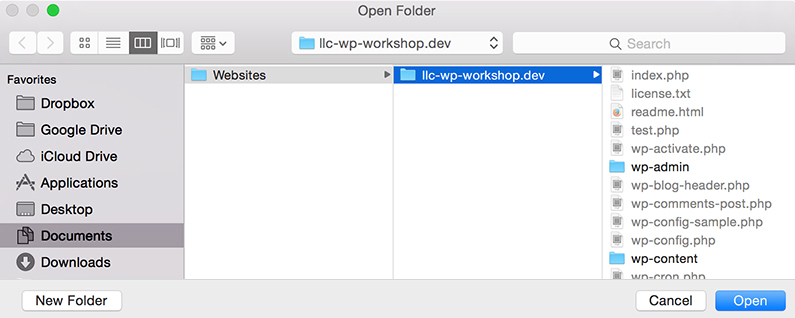 Open Folder
llc-wp-workshop.dev
Search
Favorites
Dropbox
Google Drive
iCloud Drive
Applications
Desktop
Documents
Downloads
Websites
llc-wp-workshop.dev
index.php
license.txt
readme.html
test.php
wp-activate.php
wp-admin
wp-blog-header.php
wp-comments-post.php
wp-config-sample.php
wp-config.php
wp-content
wp-cron.php
New Folder
Cancel
Open